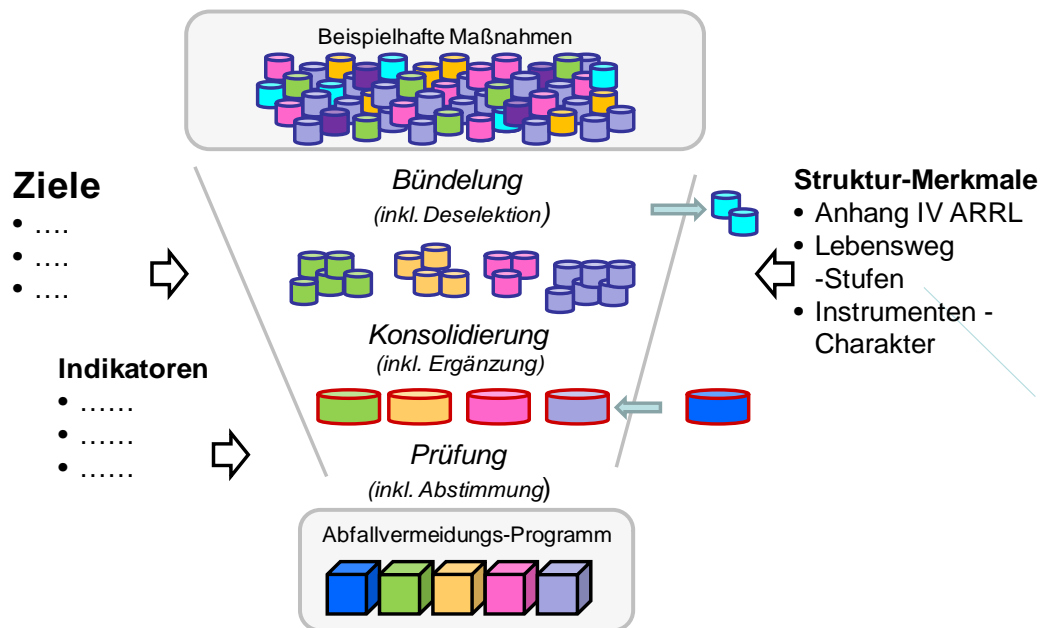 Beispielhafte Maßnahmen
Ziele
• ....
• ....
• ....
Bündelung
(inkl. Deselektion)
Struktur-Merkmale
• Anhang IV ARRL
• Lebensweg
-Stufen
• Instrumenten -
Charakter
Konsolidierung
(inkl. Ergänzung)
Indikatoren
• ......
• ......
• ......
Prüfung
(inkl. Abstimmung)
Abfallvermeidungs-Programm